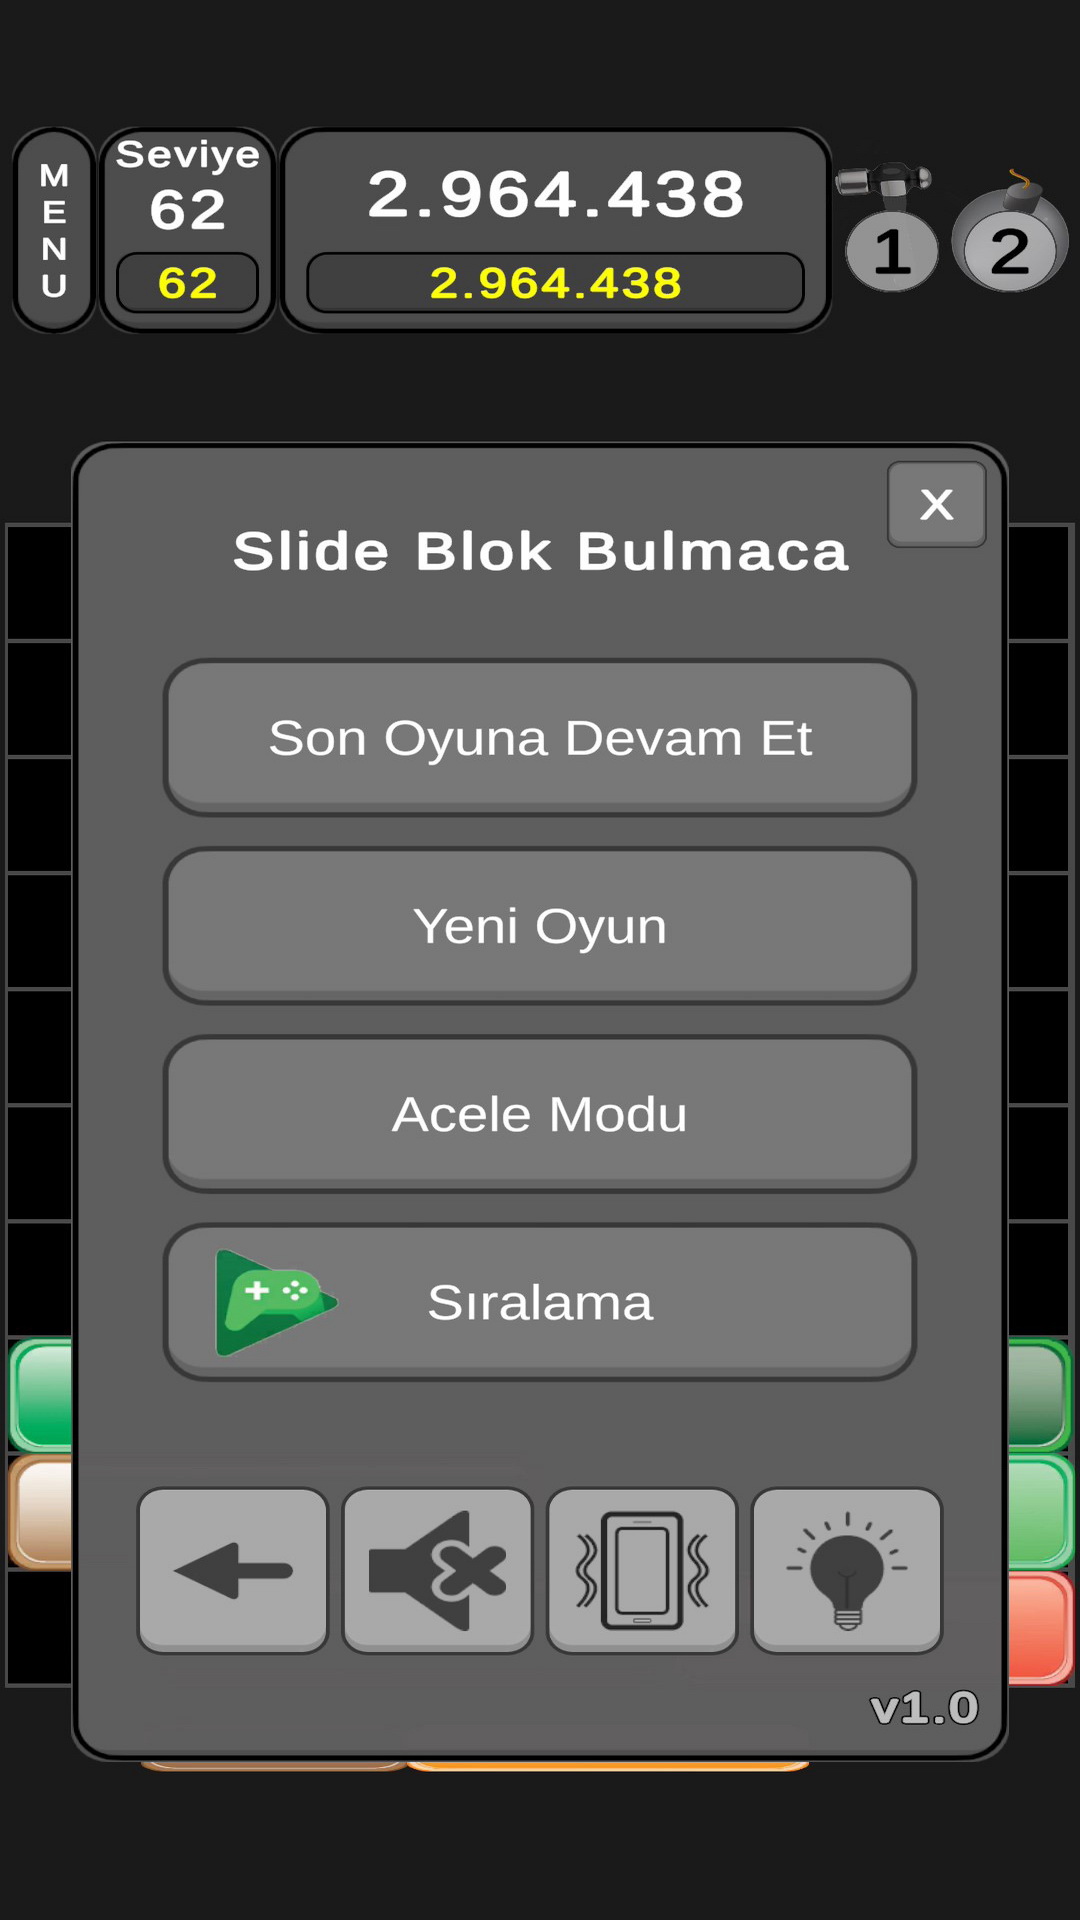 MENU
Seviye
62
62
2.964.438
2.964.438
1
2
X
Slide Blok Bulmaca
Son Oyuna Devam Et
Yeni Oyun
Acele Modu
Sıralama
v1.0